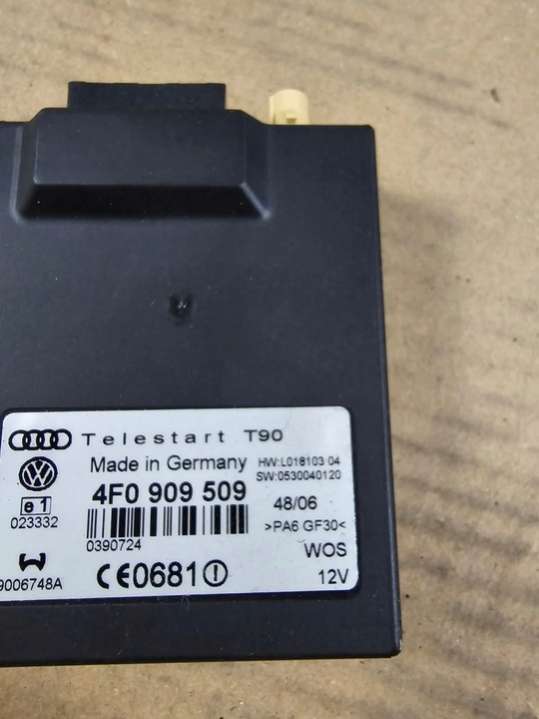 Telestart T90
Made in Germany
HW:L018103 04
SW:0530040120
4F0 909 509
e1
023332
0390724
48/06
>PA6 GF30<
9006748A
CE0681
WOS
12V